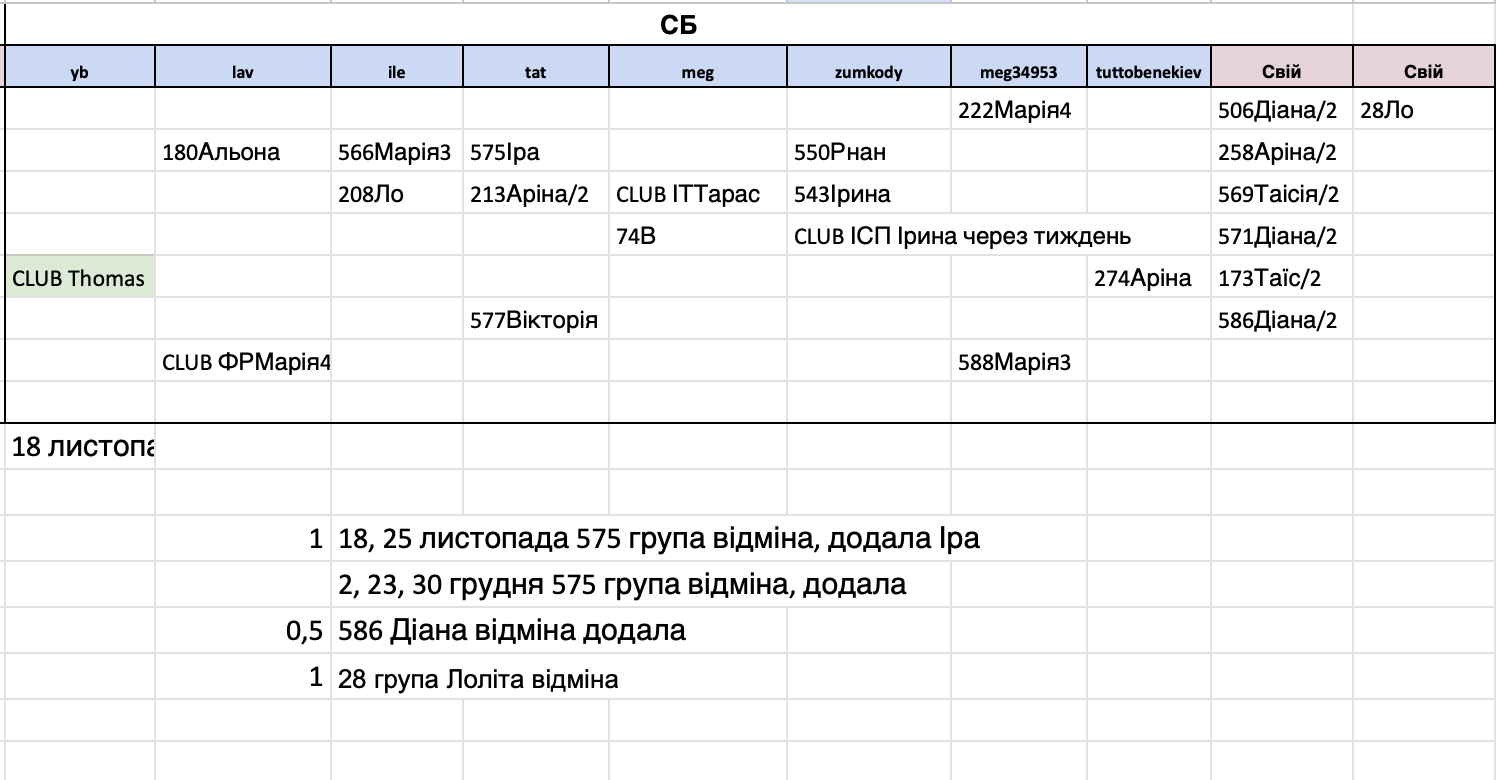 СБ
yb lav ile tat meg zumkody meg34953 tuttobenekiev Свій Свій
222Марія4 506Діана/2 28Ло
180Альона 566Марія3 575Іра 550Рнан 258Аріна/2
208Ло 213Аріна/2 CLUB ІТТарас 543Ірина 569Таісія/2
74В CLUB ІСП Ірина через тиждень 571Діана/2
CLUB Thomas 274Аріна 173Таїс/2
577Вікторія 586Діана/2
CLUB ФРМарія4 588Марія3
18 листопа
1 18, 25 листопада 575 група відміна, додала Іра
2, 23, 30 грудня 575 група відміна, додала
0,5 586 Діана відміна додала
1 28 група Лоліта відміна